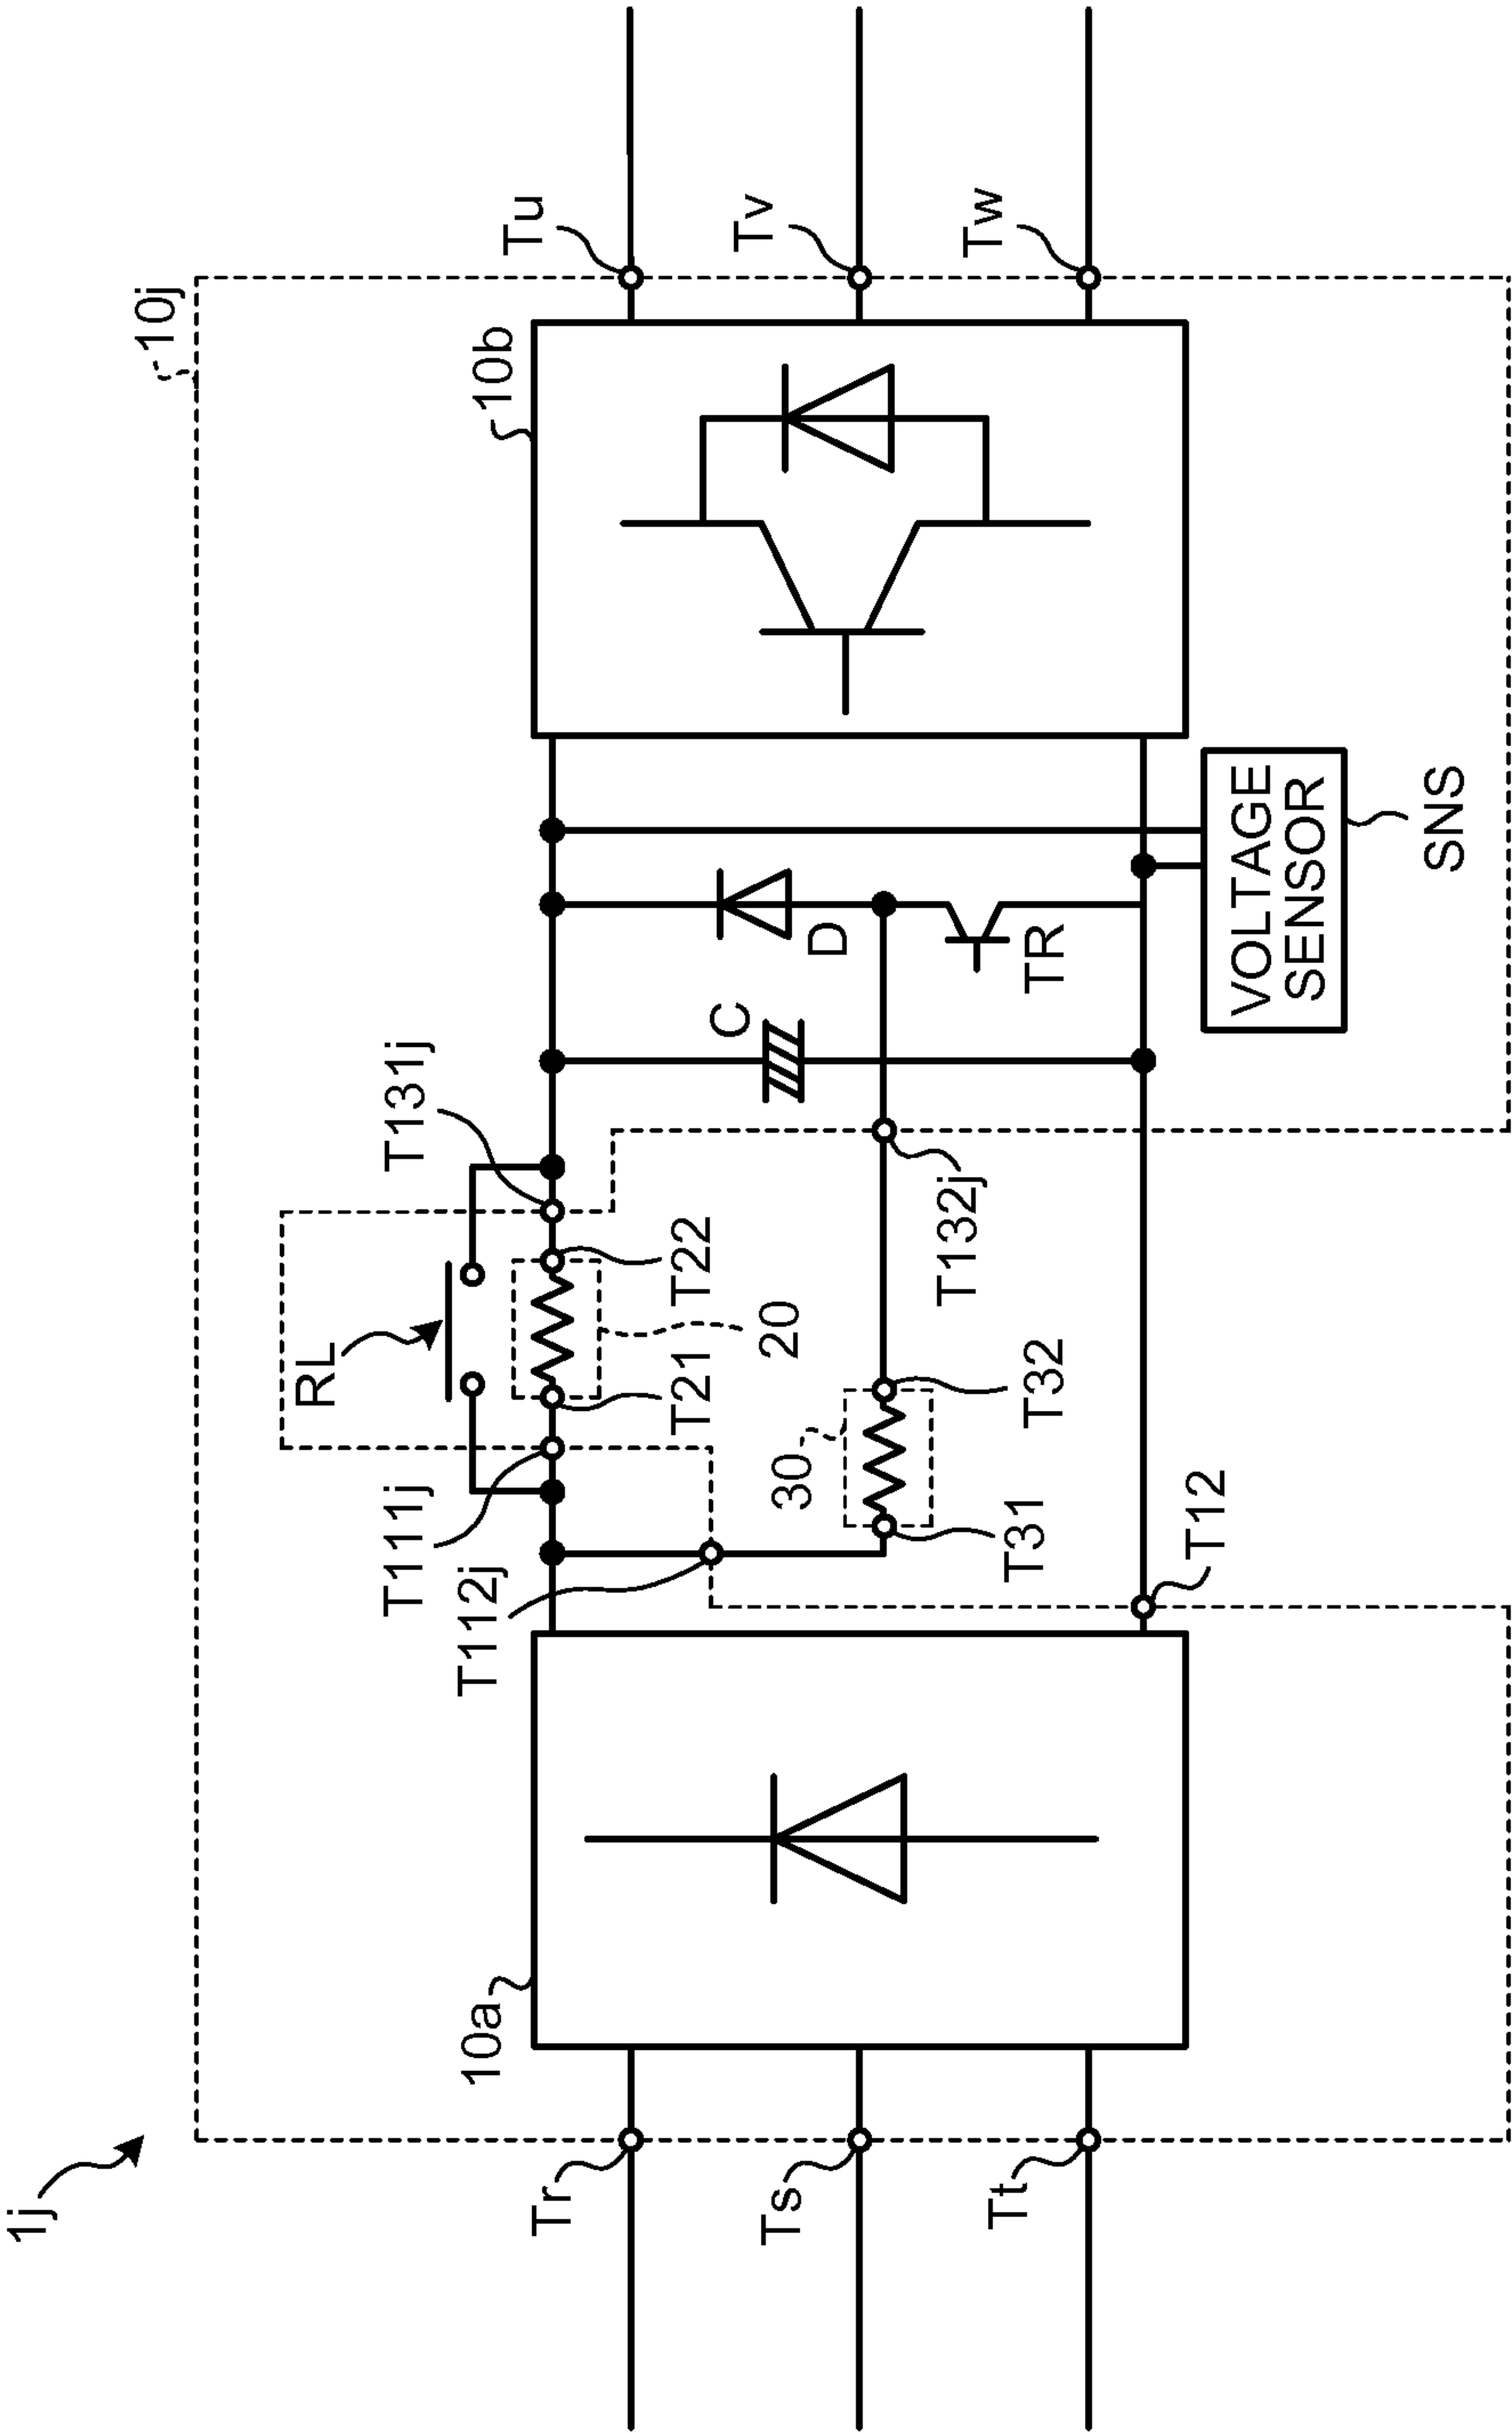 1j
10j
Tr
Ts
Tt
10a
T112j
T111j
RL
T131j
T21
T22
20
30
T31
T32
T132j
T12
C
D
TR
VOLTAGE
SENSOR
SNS
10b
Tu
Tv
Tw